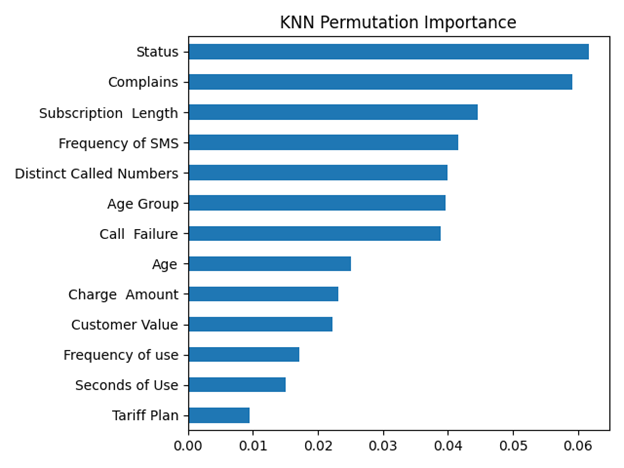 KNN Permutation Importance
Status
Complains
Subscription  Length
Frequency of SMS
Distinct Called Numbers
Age Group
Call  Failure
Age
Charge  Amount
Customer Value
Frequency of use
Seconds of Use
Tariff Plan
0.00 0.01 0.02 0.03 0.04 0.05 0.06